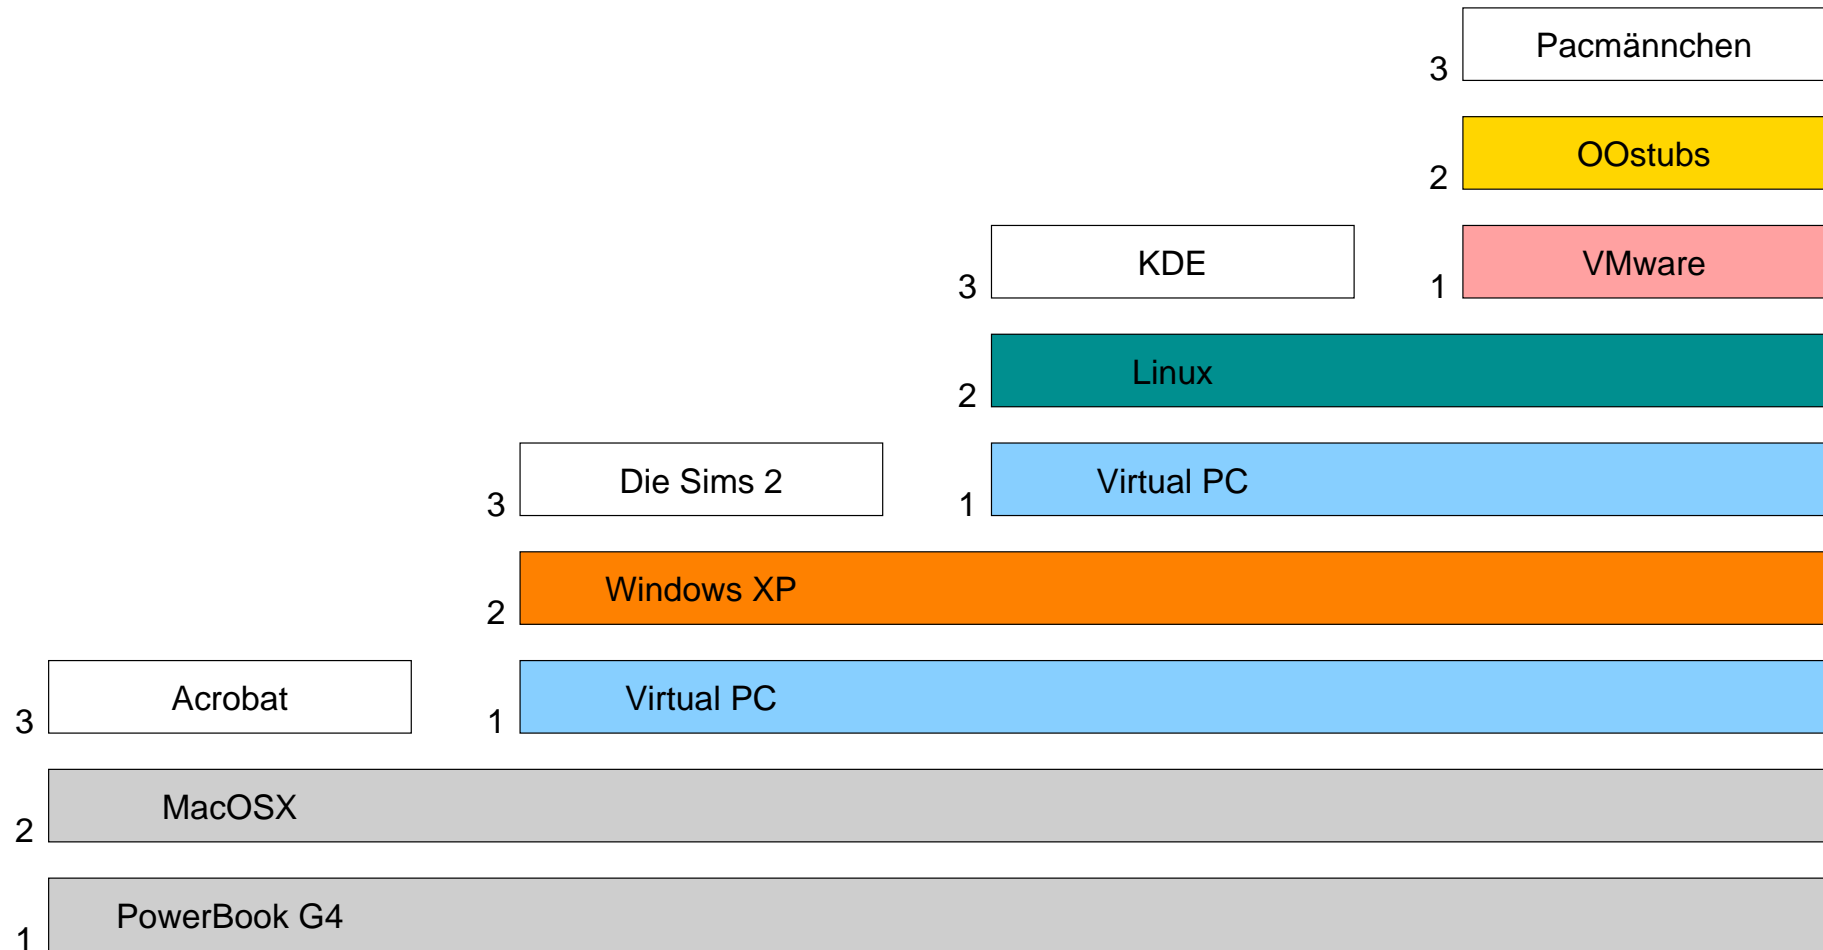 Pacmännchen
3
OOstubs
2
KDE
VMware
3
1
Linux
2
Die Sims 2
Virtual PC
3
1
Windows XP
2
Acrobat
Virtual PC
3
1
MacOSX
2
PowerBook G4
1